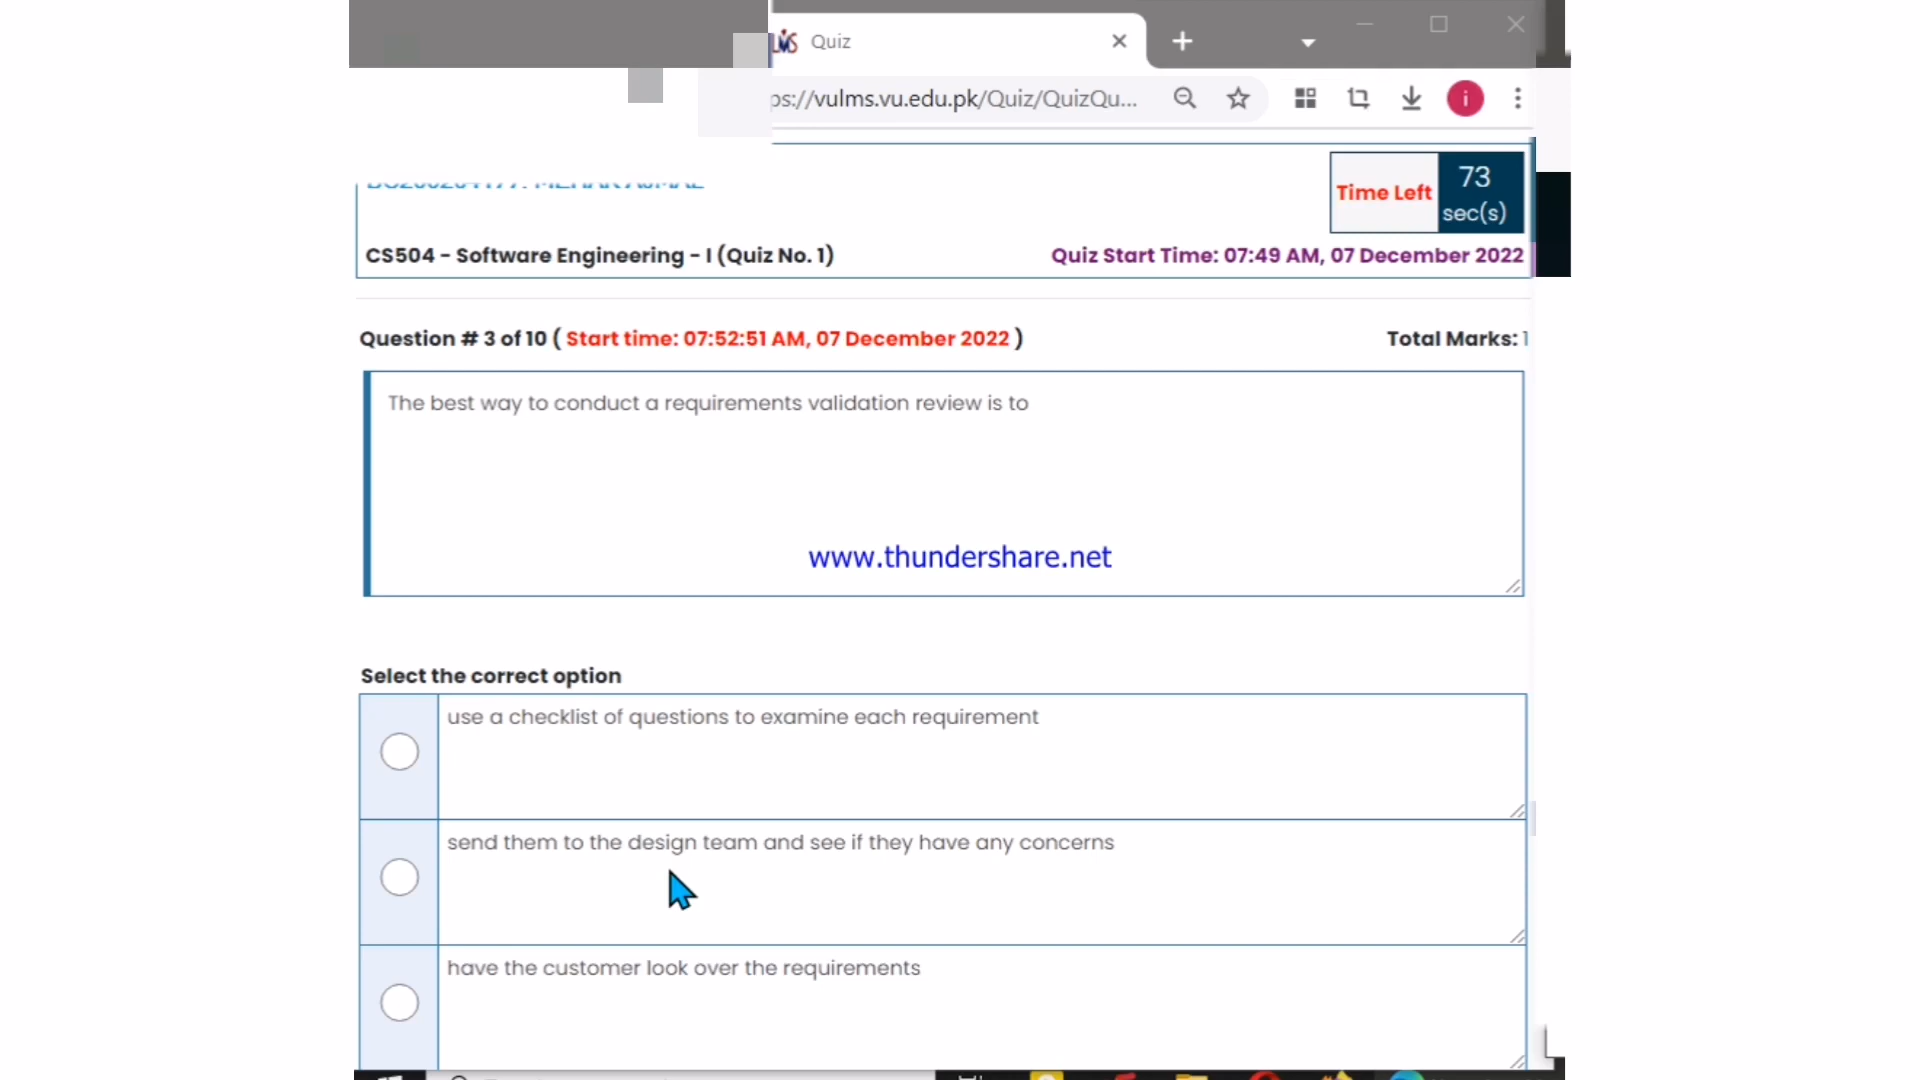 Quiz
ps://vulms.vu.edu.pk/Quiz/QuizQu...
i
Time Left
73
sec(s)
CS504 - Software Engineering - I (Quiz No. 1)
Quiz Start Time: 07:49 AM, 07 December 2022
Question # 3 of 10 ( Start time: 07:52:51 AM, 07 December 2022 )
Total Marks: 1
The best way to conduct a requirements validation review is to
www.thundershare.net
Select the correct option
use a checklist of questions to examine each requirement
send them to the design team and see if they have any concerns
have the customer look over the requirements